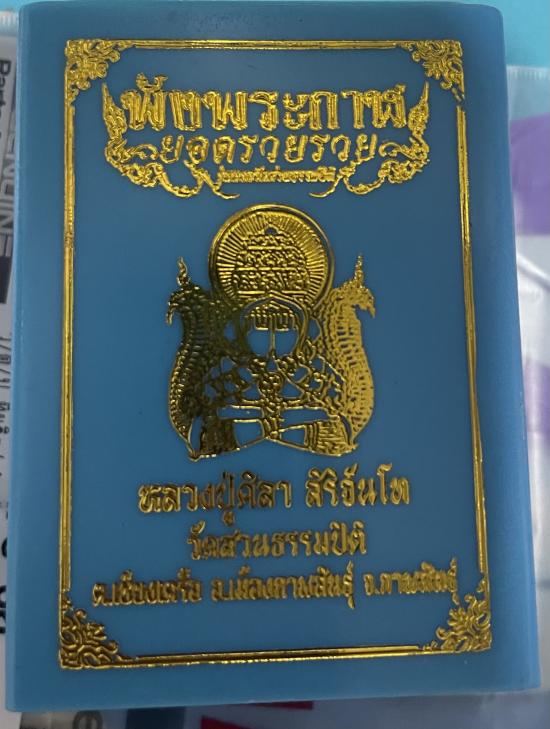 พังพระกาฬ
ยอดรวยรวย
หลวงปู่ศิลา สิริจันโท
วัดสวนธรรมปีติ
ต.เชียงเครือ อ.เมืองกาฬสินธุ์ จ.กาฬสินธุ์